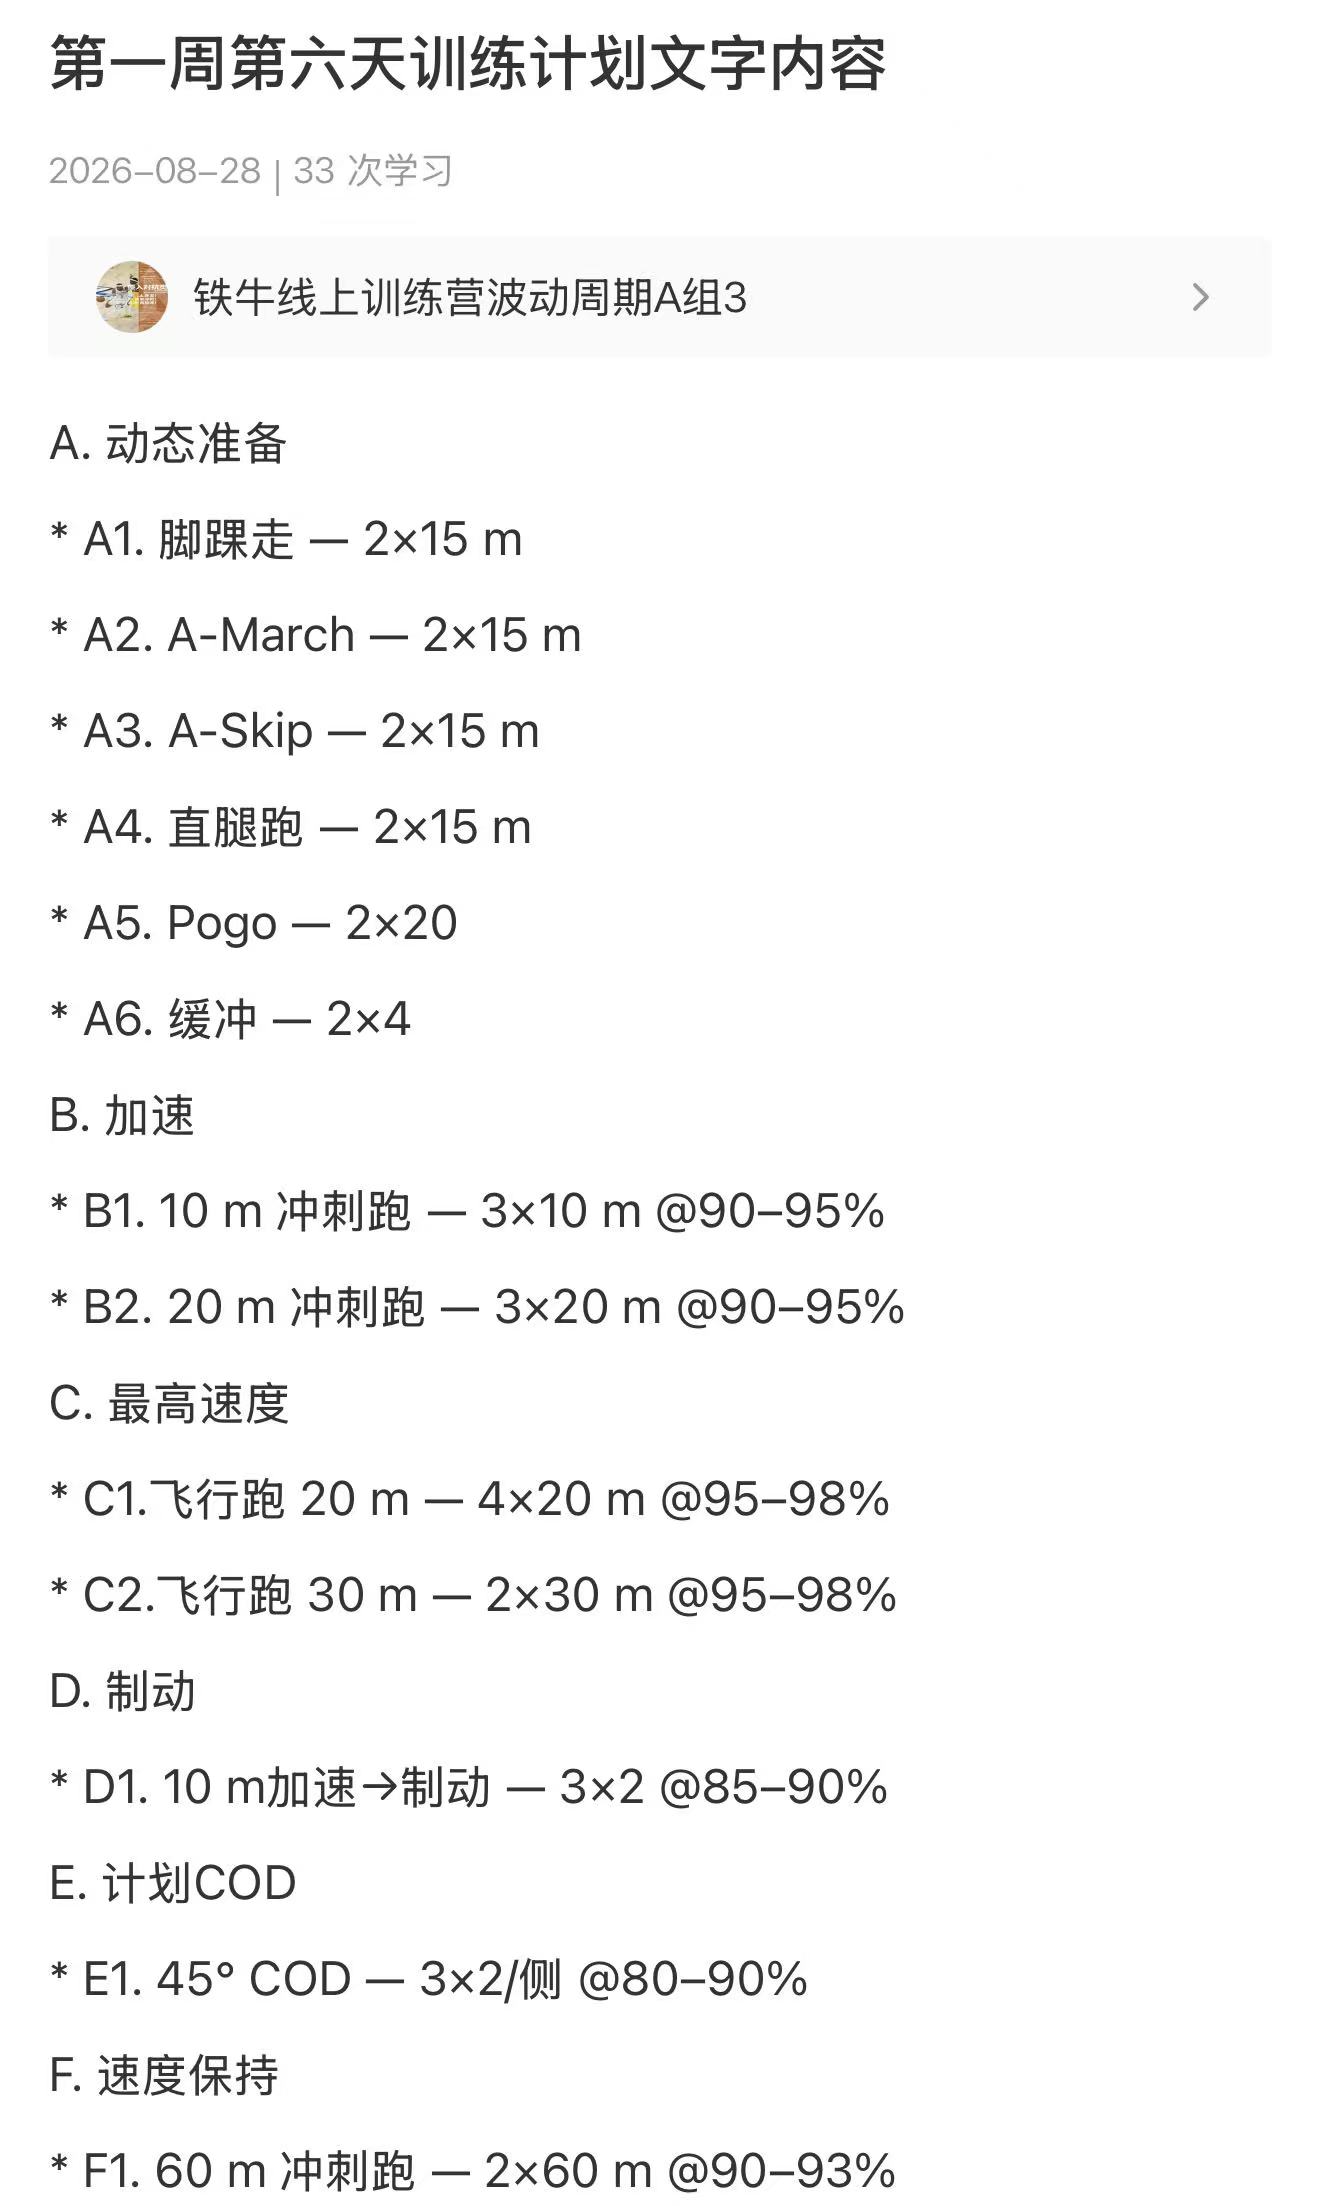 第一周第六天训练计划文字内容
2026-08-28 | 33 次学习
铁牛线上训练营波动周期A组3
A. 动态准备
* A1. 脚踝走 — 2×15 m
* A2. A-March — 2×15 m
* A3. A-Skip — 2×15 m
* A4. 直腿跑 — 2×15 m
* A5. Pogo — 2×20
* A6. 缓冲 — 2×4
B. 加速
* B1. 10 m 冲刺跑 — 3×10 m @90–95%
* B2. 20 m 冲刺跑 — 3×20 m @90–95%
C. 最高速度
* C1.飞行跑 20 m — 4×20 m @95–98%
* C2.飞行跑 30 m — 2×30 m @95–98%
D. 制动
* D1. 10 m加速→制动 — 3×2 @85–90%
E. 计划COD
* E1. 45° COD — 3×2/侧 @80–90%
F. 速度保持
* F1. 60 m 冲刺跑 — 2×60 m @90–93%